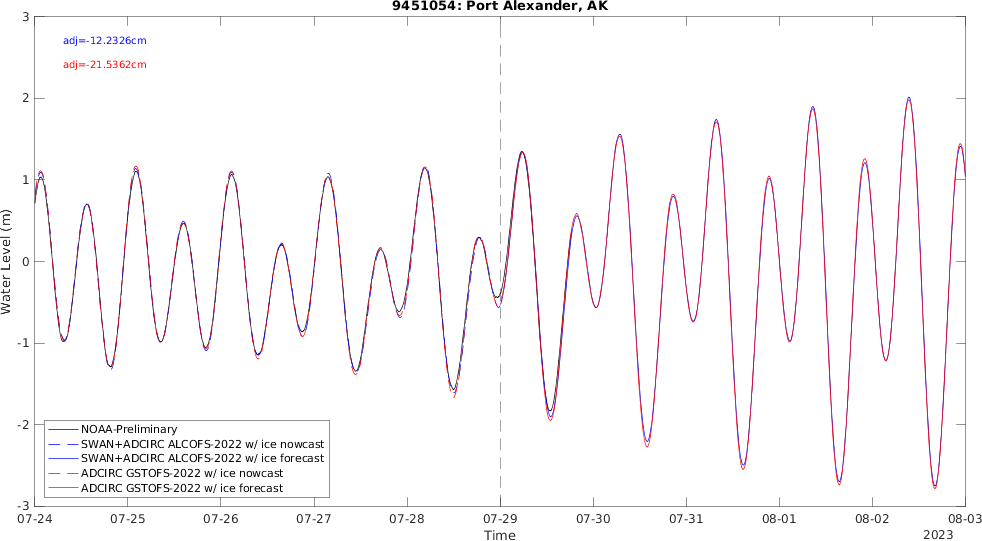 9451054: Port Alexander, AK
adj=-12.2326cm
adj=-21.5362cm
Water Level (m)
3
2
1
0
-1
-2
-3
NOAA-Preliminary
SWAN+ADCIRC ALCOFS-2022 w/ ice nowcast
SWAN+ADCIRC ALCOFS-2022 w/ ice forecast
ADCIRC GSTOFS-2022 w/ ice nowcast
ADCIRC GSTOFS-2022 w/ ice forecast
07-24 07-25 07-26 07-27 07-28 07-29 07-30 07-31 08-01 08-02 08-03
Time
2023